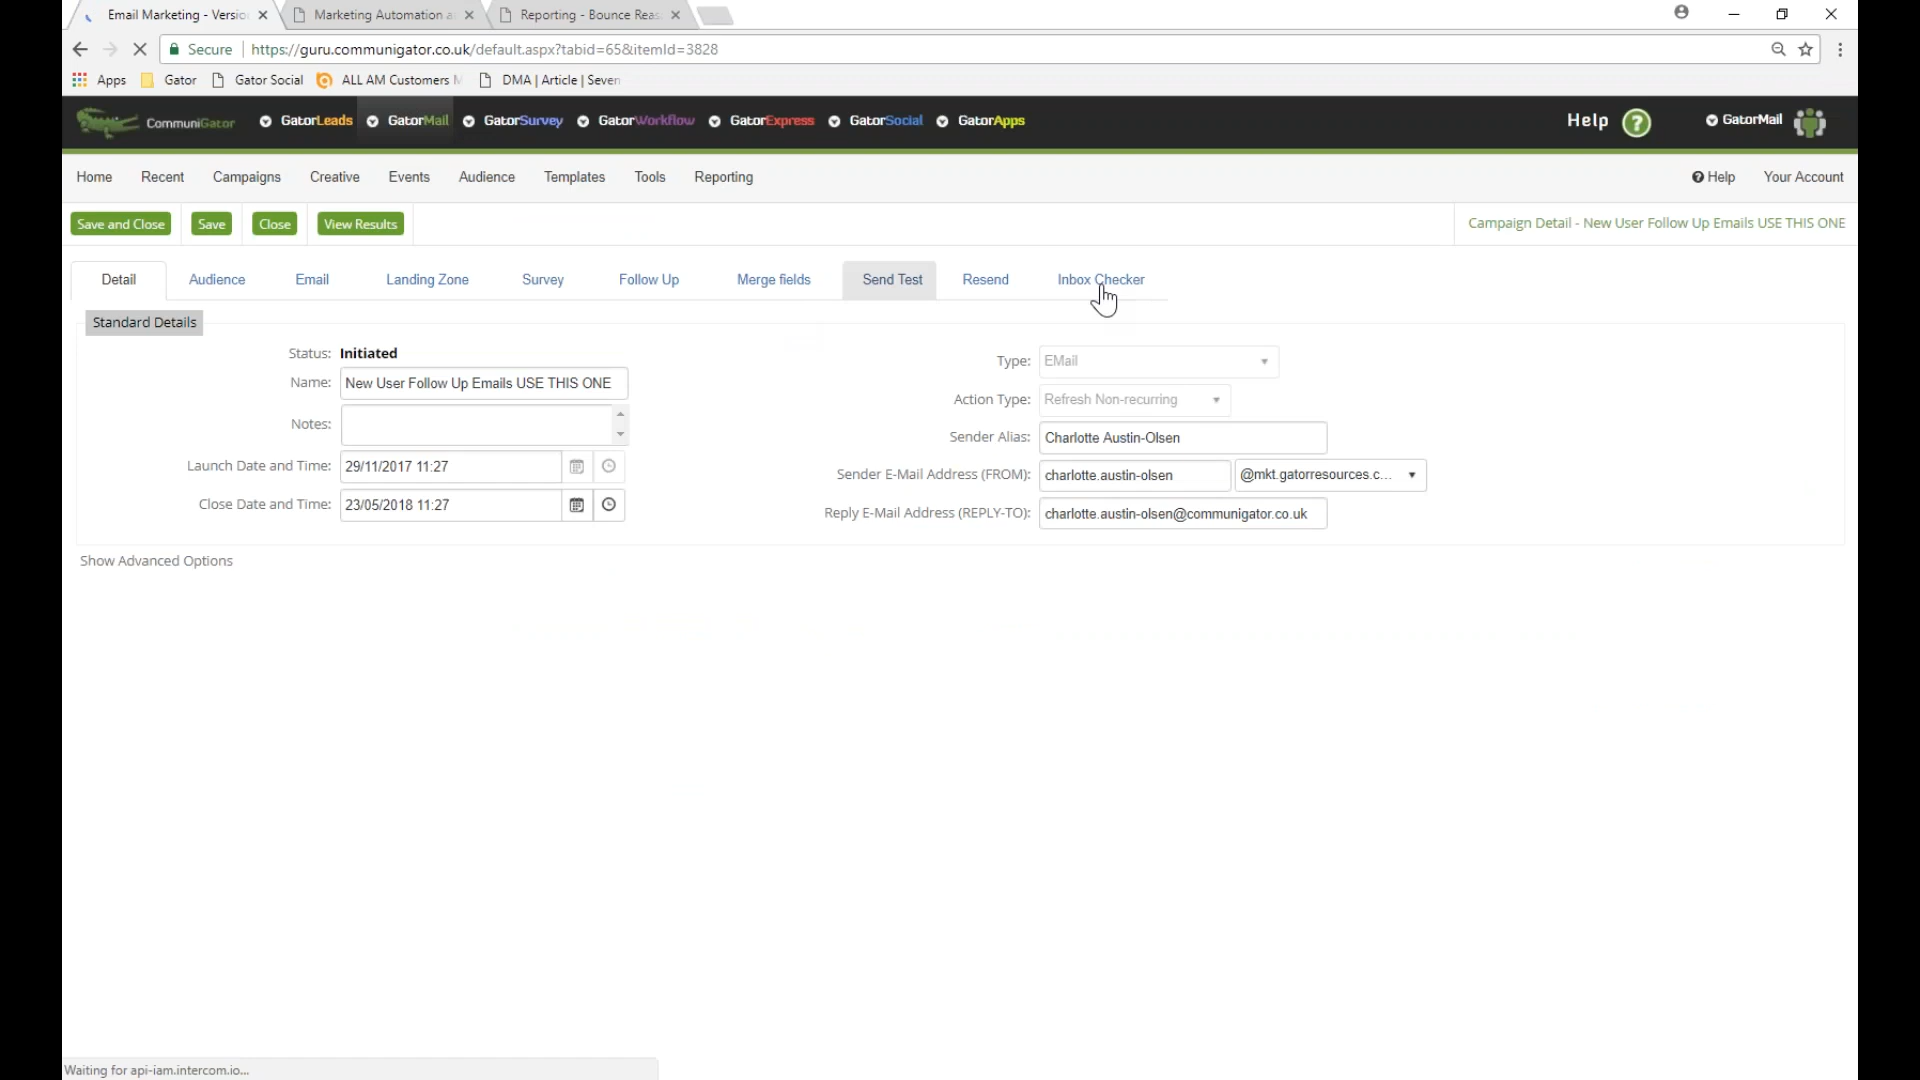 Email Marketing - Versio
Marketing Automation a
Reporting - Bounce Reas
Secure
https://guru.communigator.co.uk/default.aspx?tabid=65&itemId=3828
Apps
Gator
Gator Social
ALL AM Customers M
DMA | Article | Seven
CommuniGator
GatorLeads
GatorMail
GatorSurvey
GatorWorkflow
GatorExpress
GatorSocial
GatorApps
Help
GatorMail
Home
Recent
Campaigns
Creative
Events
Audience
Templates
Tools
Reporting
Help
Your Account
Save and Close
Save
Close
View Results
Campaign Detail - New User Follow Up Emails USE THIS ONE
Detail
Audience
Email
Landing Zone
Survey
Follow Up
Merge fields
Send Test
Resend
Inbox Checker
Standard Details
Status: Initiated
Name: New User Follow Up Emails USE THIS ONE
Notes:
Launch Date and Time: 29/11/2017 11:27
Close Date and Time: 23/05/2018 11:27
Type: EMail
Action Type: Refresh Non-recurring
Sender Alias: Charlotte Austin-Olsen
Sender E-Mail Address (FROM): charlotte.austin-olsen @mkt.gatorresources.c...
Reply E-Mail Address (REPLY-TO): charlotte.austin-olsen@communigator.co.uk
Show Advanced Options
Waiting for api-iam.intercom.io...